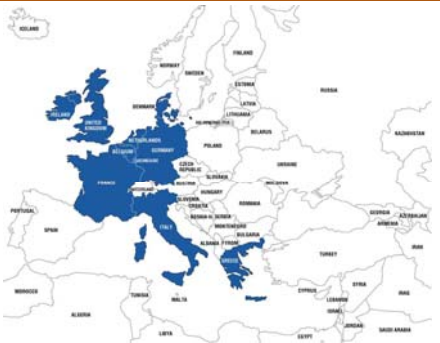 ICELAND
FINLAND
NORWAY
SWEDEN
ESTONIA
LATVIA
LITHUANIA
RUSSIA
DENMARK
IRELAND
UNITED
KINGDOM
NETHERLANDS
BELGIUM
GERMANY
POLAND
BELARUS
KAZAKHSTAN
CZECH
REPUBLIC
SLOVAKIA
UKRAINE
FRANCE
SWITZERLAND
AUSTRIA
HUNGARY
SLOVENIA
CROATIA
ROMANIA
BOSNIA-H.
SERBIA
MONTENEGRO
BULGARIA
ITALY
ALBANIA
GREECE
PORTUGAL
SPAIN
GEORGIA
ARMENIA
AZERBAIJAN
TURKEY
IRAN
SYRIA
IRAQ
CYPRUS
LEBANON
ISRAEL
JORDAN
SAUDI ARABIA
EGYPT
LIBYA
MALTA
TUNISIA
ALGERIA
MOROCCO